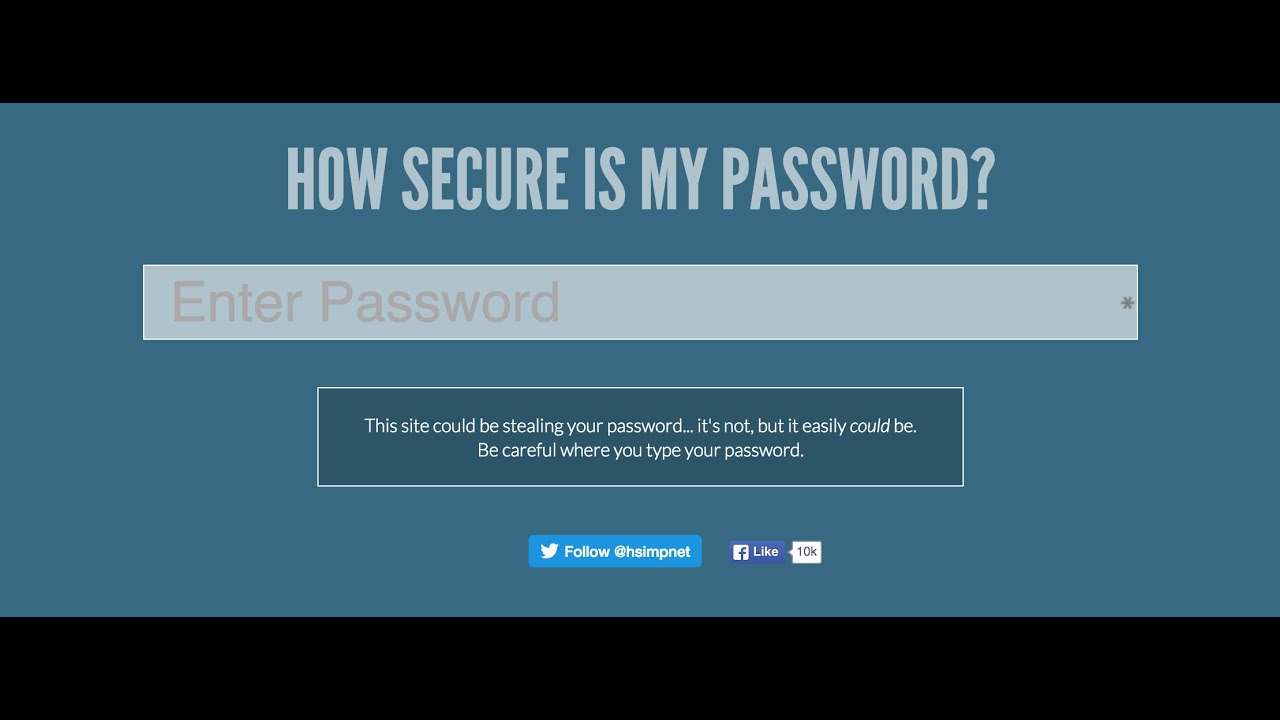 HOW SECURE IS MY PASSWORD?
Enter Password
*
This site could be stealing your password... it's not, but it easily could be.
Be careful where you type your password.
Follow @hsimpnet
Like 10k